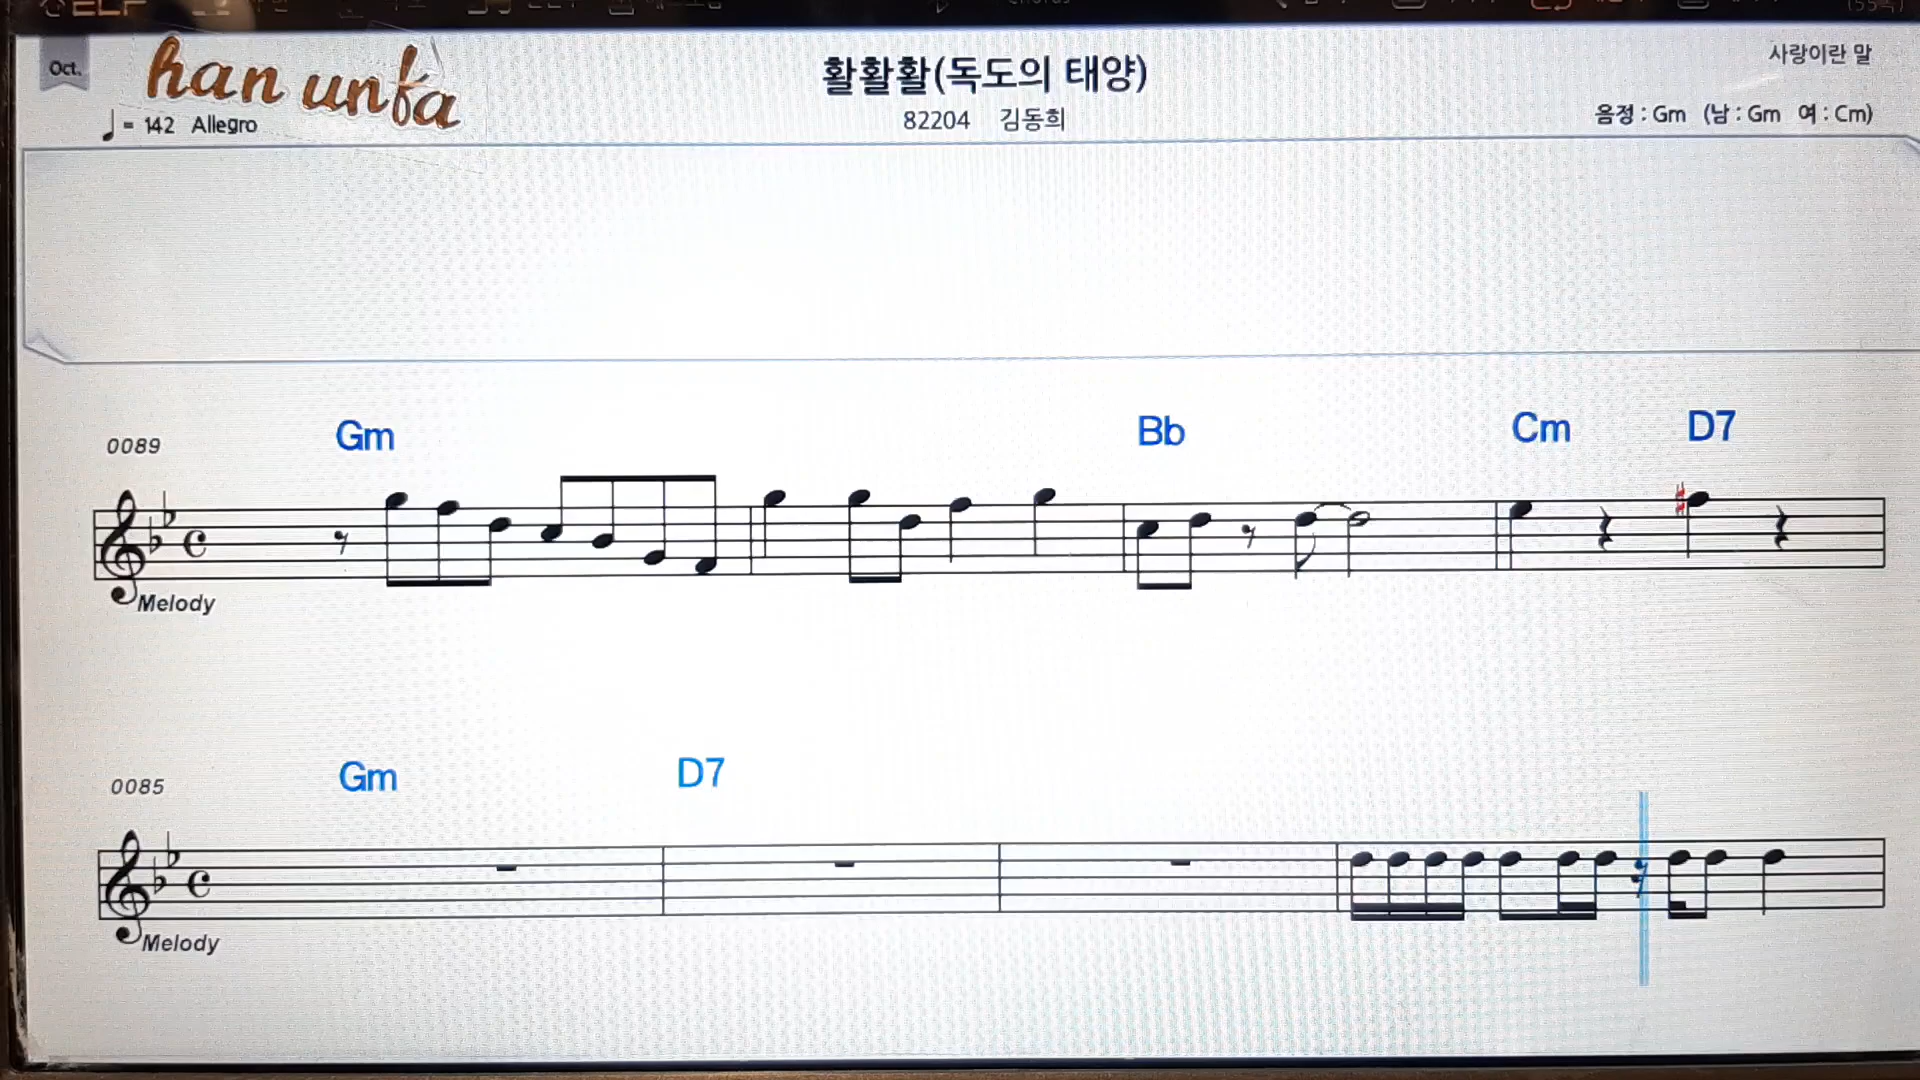 Oct.
han unfa
활활활(독도의 태양)
사랑이란 말
= 142 Allegro
82204 김동희
음정 : Gm (남 : Gm 여 : Cm)
0089
Gm Bb Cm D7
Melody
0085
Gm D7
Melody